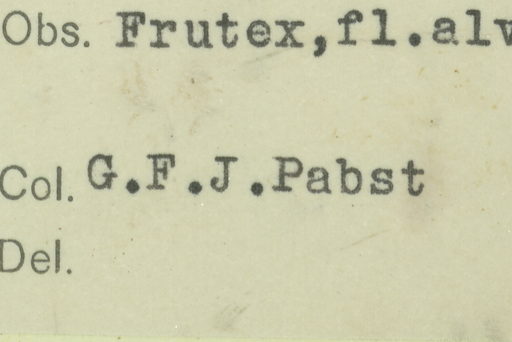 Obs. Frutex,fl.alv
Col. G.F.J.Pabst
Del.